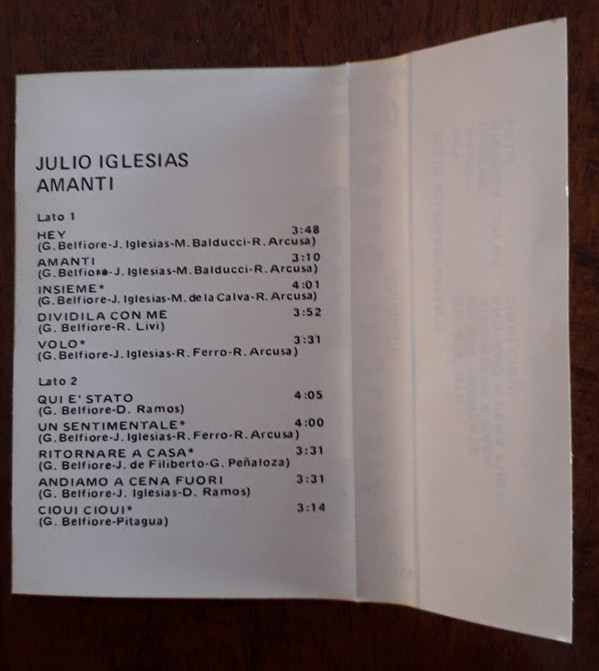 JULIO IGLESIAS
AMANTI
Lato 1
HEY 3:48
(G. Belfiore-J. Iglesias-M. Balducci-R. Arcusa)
AMANTI 3:10
(G. Belfiore-J. Iglesias-M. Balducci-R. Arcusa)
INSIEME* 4:01
(G. Belfiore-J. Iglesias-M. de la Calva-R. Arcusa)
DIVIDILA CON ME 3:52
(G. Belfiore-R. Livi)
VOLO* 3:31
(G. Belfiore-J. Iglesias-R. Ferro-R. Arcusa)
Lato 2
QUI E' STATO 4:05
(G. Belfiore-D. Ramos)
UN SENTIMENTALE* 4:00
(G. Belfiore-J. Iglesias-R. Ferro-R. Arcusa)
RITORNARE A CASA* 3:31
(G. Belfiore-J. de Filiberto-G. Peñaloza)
ANDIAMO A CENA FUORI 3:31
(G. Belfiore-J. Iglesias-D. Ramos)
CIOUI CIOUI* 3:14
(G. Belfiore-Pitagua)